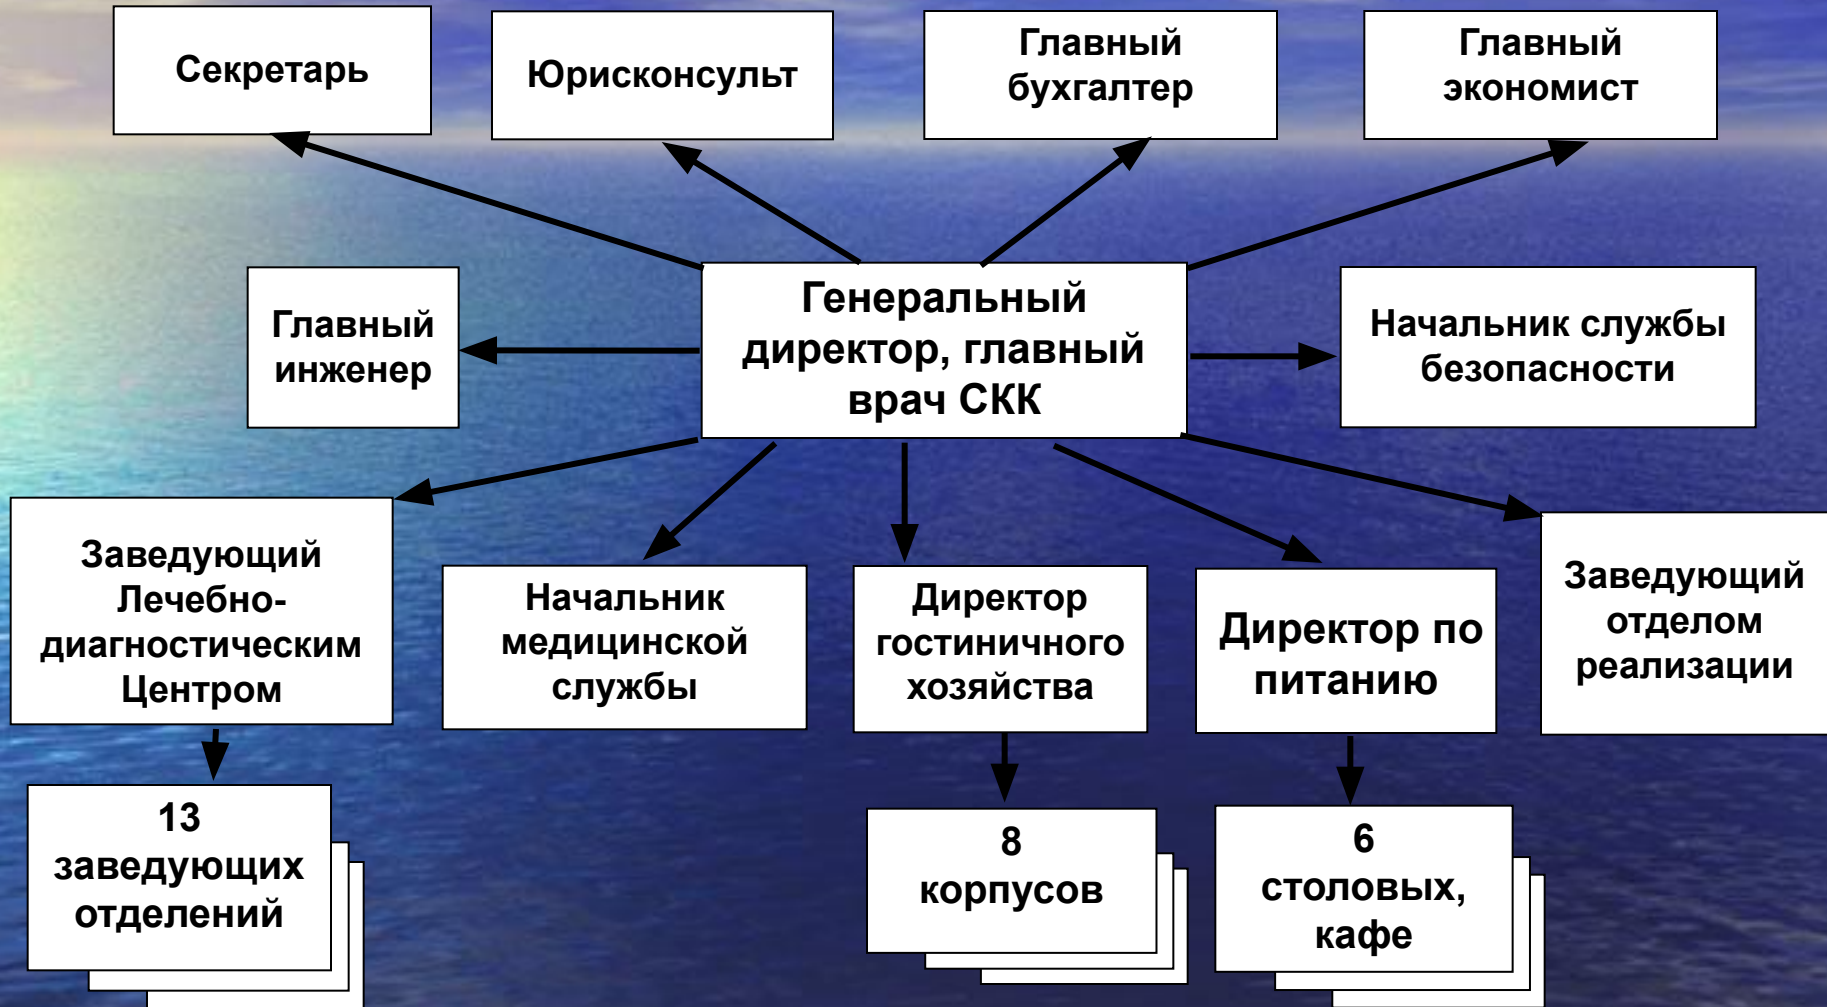 Секретарь
Юрисконсульт
Главный
бухгалтер
Главный
экономист
Главный
инженер
Генеральный
директор, главный
врач СКК
Начальник службы
безопасности
Заведующий
Лечебно-
диагностическим
Центром
Начальник
медицинской
службы
Директор
гостиничного
хозяйства
Директор по
питанию
Заведующий
отделом
реализации
13
заведующих
отделений
8
корпусов
6
столовых,
кафе